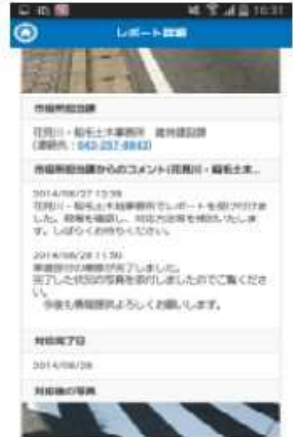 16:31
レポート詳細
市役所担当課
花見川・稲毛土木事務所 維持建設課
(連絡先：043-257-8843)
市役所担当課からのコメント(花見川・稲毛土木…
2014/08/27 13:39
花見川・稲毛土木事務所でレポートを受け付けま
した。現場を確認し、対応方法等を検討いたしま
す。しばらくお待ちください。
2014/08/28 11:50
車道部分の補修が完了しました。
完了した状況の写真を添付しましたのでご覧くださ
い。
今後も情報提供よろしくお願いします。
対応完了日
2014/08/28
対応後の写真